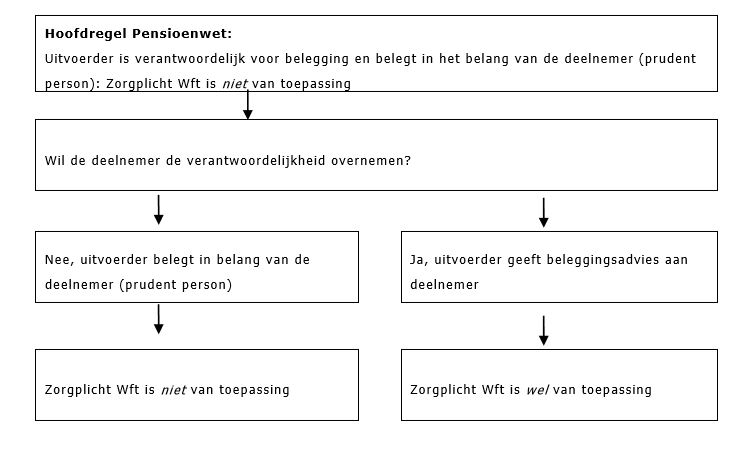 Hoofdregel Pensioenwet:
Uitvoerder is verantwoordelijk voor belegging en belegt in het belang van de deelnemer (prudent
person): Zorgplicht Wft is niet van toepassing
Wil de deelnemer de verantwoordelijkheid overnemen?
Nee, uitvoerder belegt in belang van de
deelnemer (prudent person)
Ja, uitvoerder geeft beleggingsadvies aan
deelnemer
Zorgplicht Wft is niet van toepassing
Zorgplicht Wft is wel van toepassing